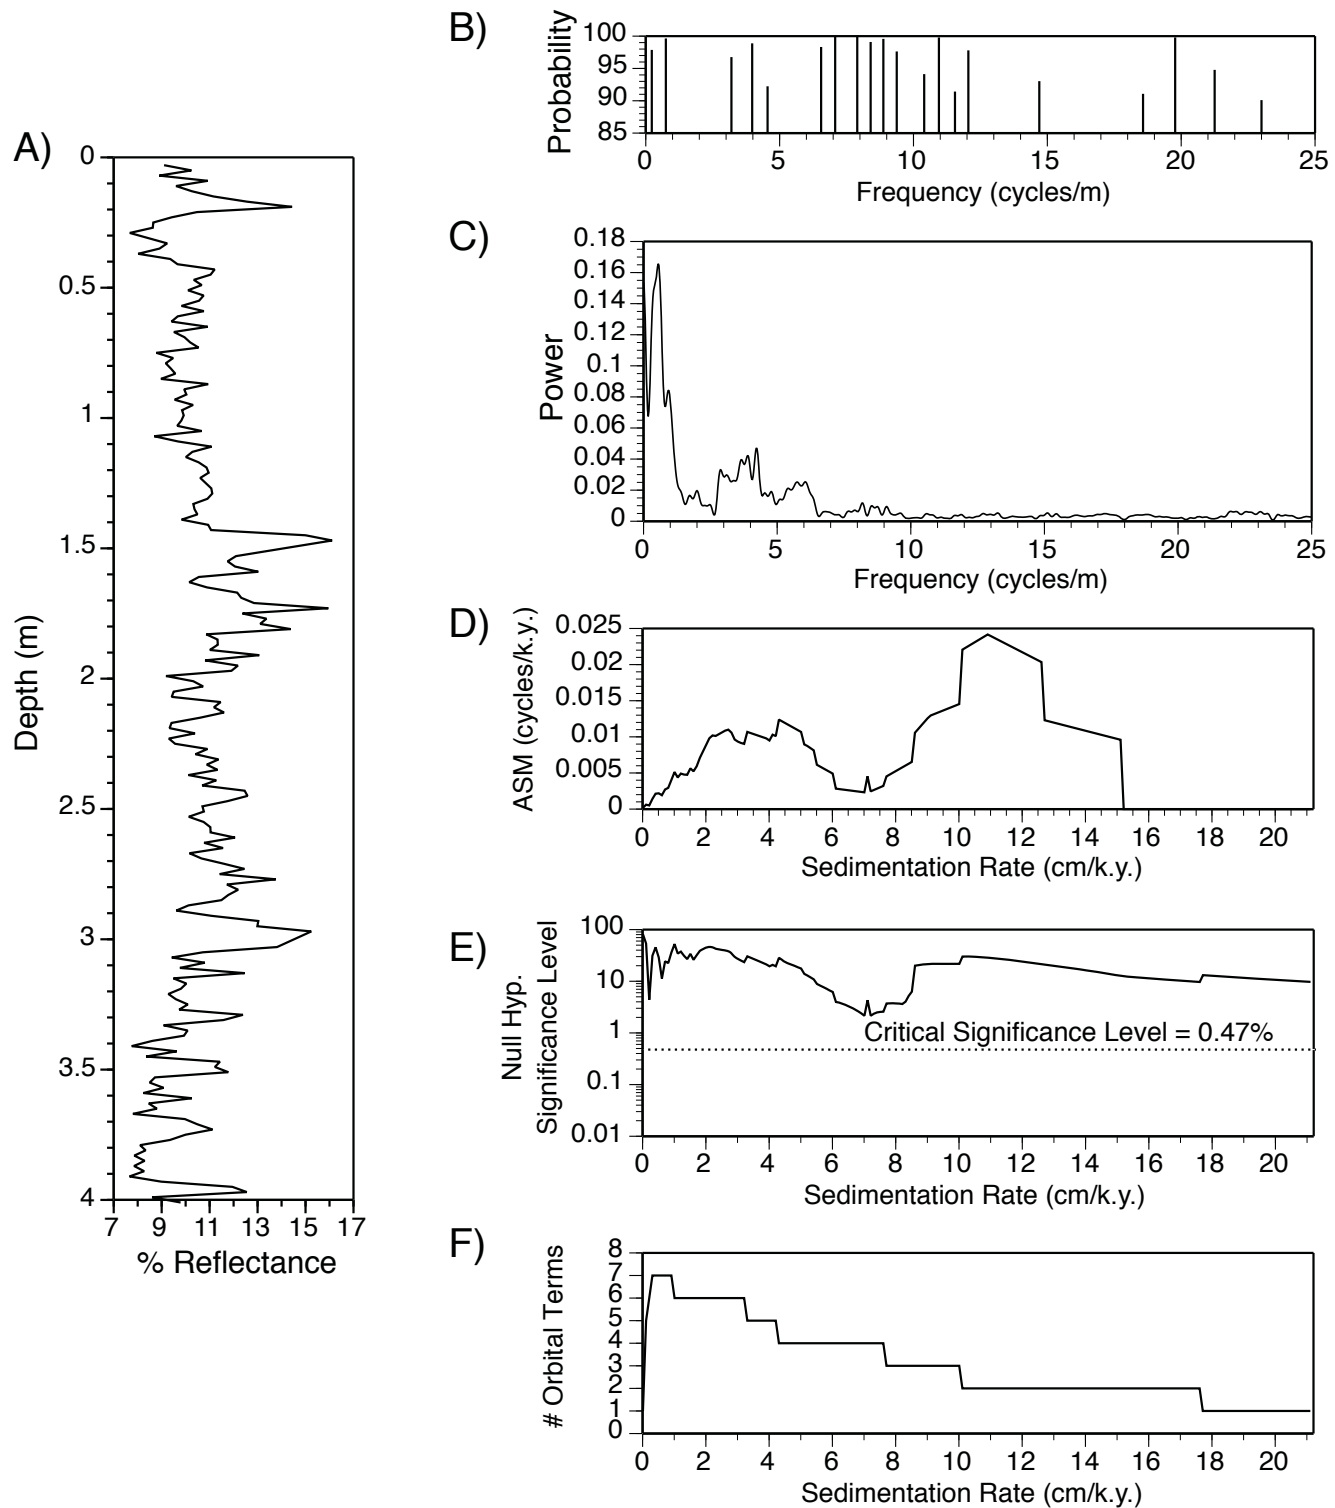 A)
0
0.5
1
1.5
2
2.5
3
3.5
4
Depth (m)
7 9 11 13 15 17
% Reflectance
B)
Probability
100
95
90
85
0 5 10 15 20 25
Frequency (cycles/m)
C)
Power
0.18
0.16
0.14
0.12
0.1
0.08
0.06
0.04
0.02
0
0 5 10 15 20 25
Frequency (cycles/m)
D)
ASM (cycles/k.y.)
0.025
0.02
0.015
0.01
0.005
0
0 2 4 6 8 10 12 14 16 18 20
Sedimentation Rate (cm/k.y.)
E)
Null Hyp.
Significance Level
100
10
1
0.1
0.01
Critical Significance Level = 0.47%
0 2 4 6 8 10 12 14 16 18 20
Sedimentation Rate (cm/k.y.)
F)
# Orbital Terms
8
7
6
5
4
3
2
1
0
0 2 4 6 8 10 12 14 16 18 20
Sedimentation Rate (cm/k.y.)